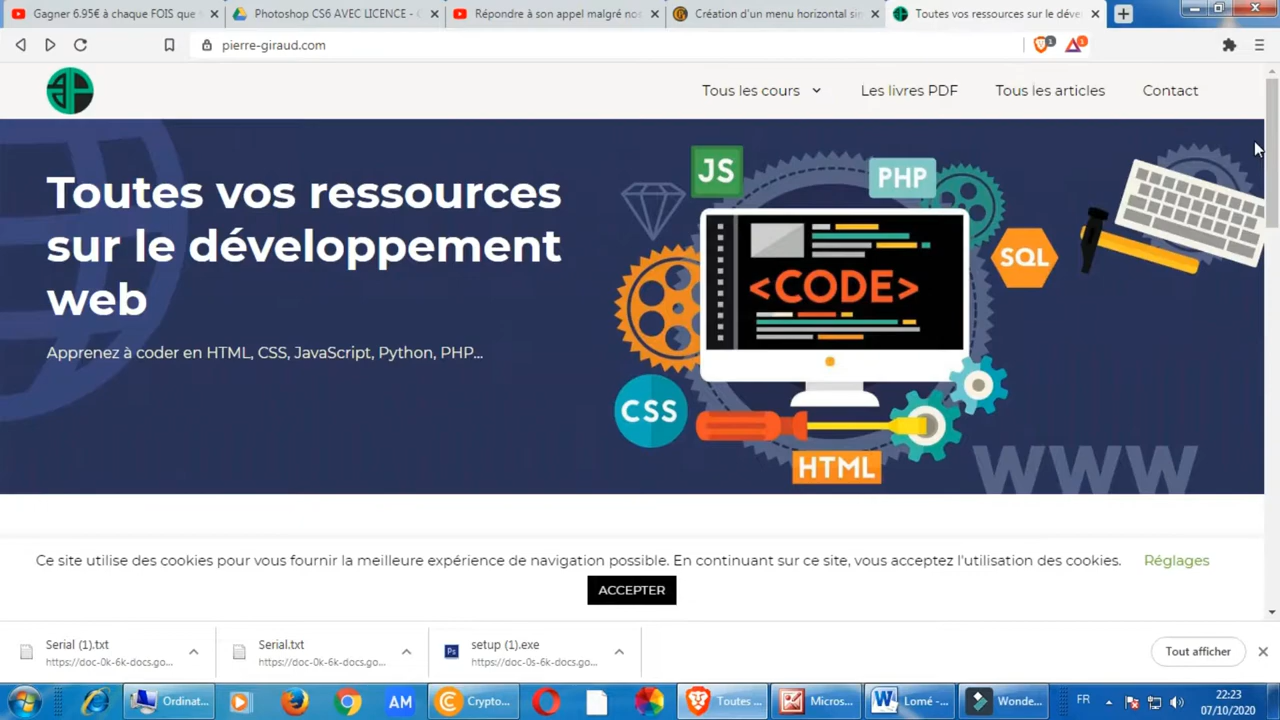 Gagner 6.95€ à chaque FOIS que
Photoshop CS6 AVEC LICENCE -
Répondre à son appel malgré
Création d'un menu horizontal
Toutes vos ressources sur le
pierre-giraud.com
1
1
Tous les cours
Les livres PDF
Tous les articles
Contact
Toutes vos ressources
sur le développement
web
Apprenez à coder en HTML, CSS, JavaScript, Python, PHP...
JS
PHP
SQL
<CODE>
CSS
HTML
WWW
Ce site utilise des cookies pour vous fournir la meilleure expérience de navigation possible. En continuant sur ce site, vous acceptez l'utilisation des cookies.
Réglages
ACCEPTER
Serial (1).txt
https://doc-0k-6k-docs.go...
Serial.txt
https://doc-0k-6k-docs.go...
Ps
setup (1).exe
https://doc-0s-6k-docs.go...
Tout afficher
Ordinat...
AM
Crypto...
Toutes ...
Micros...
Lomé -...
Wonde...
FR
22:23
07/10/2020